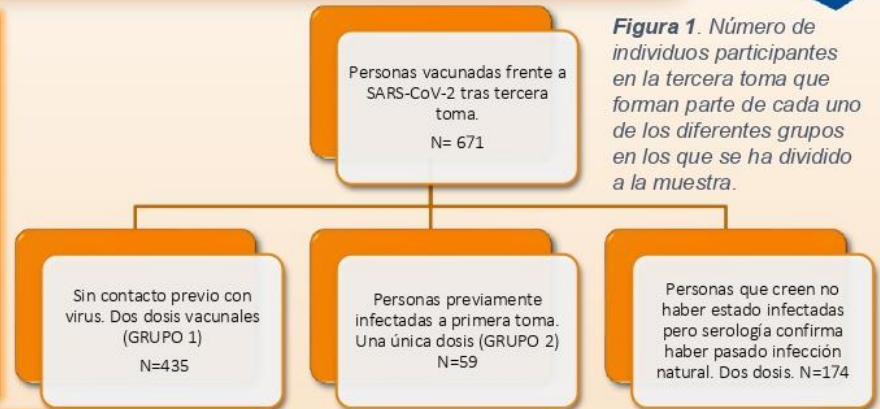 Figura 1. Número de
individuos participantes
en la tercera toma que
forman parte de cada uno
de los diferentes grupos
en los que se ha dividido
a la muestra.
Personas vacunadas frente a
SARS-CoV-2 tras tercera
toma.
N= 671
Sin contacto previo con
virus. Dos dosis vacunales
(GRUPO 1)
N=435
Personas previamente
infectadas a primera toma.
Una única dosis (GRUPO 2)
N=59
Personas que creen no
haber estado infectadas
pero serología confirma
haber pasado infección
natural. Dos dosis. N=174